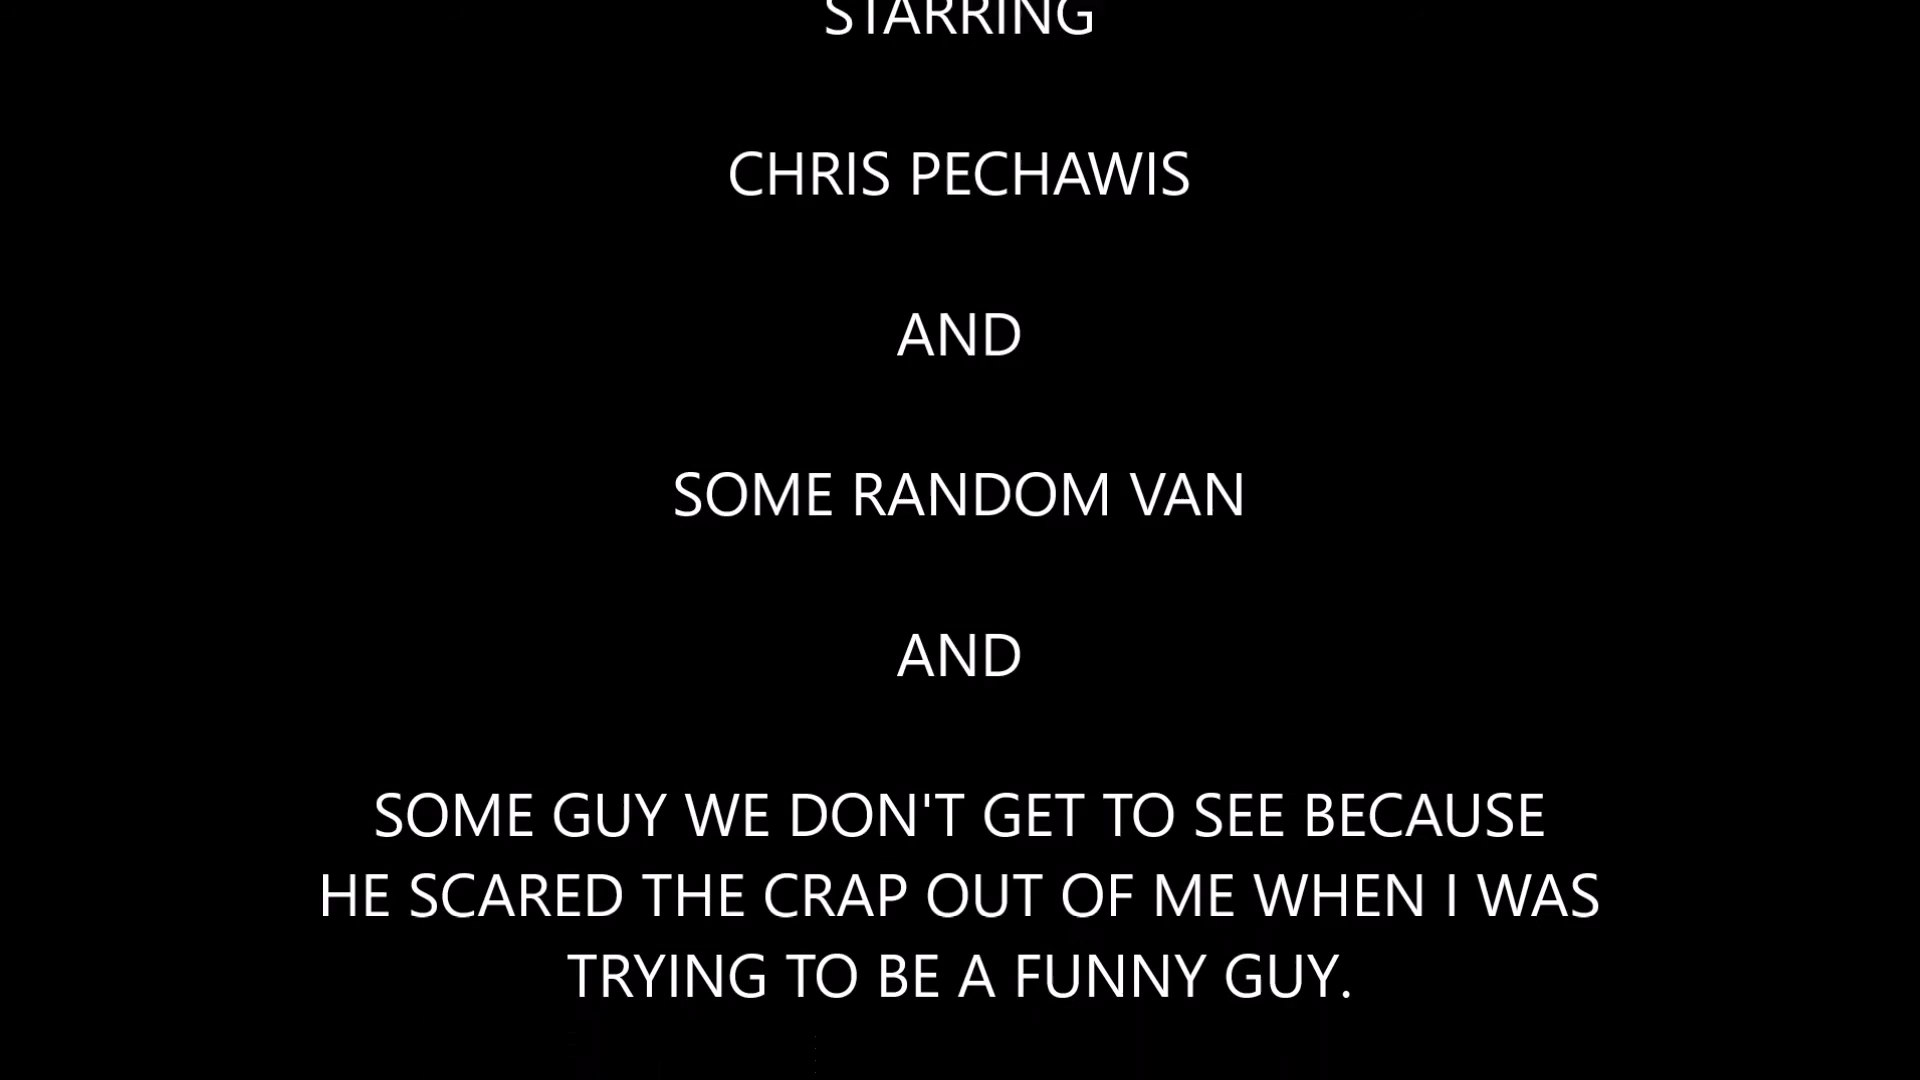 STARRING
CHRIS PECHAWIS
AND
SOME RANDOM VAN
AND
SOME GUY WE DON'T GET TO SEE BECAUSE
HE SCARED THE CRAP OUT OF ME WHEN I WAS
TRYING TO BE A FUNNY GUY.